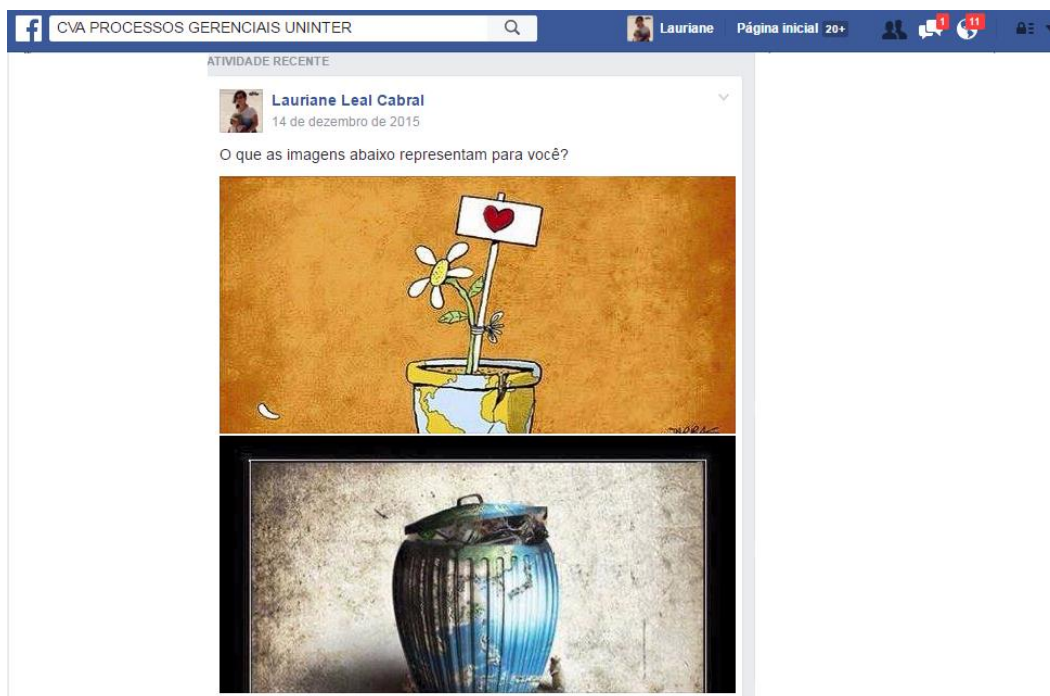 f CVA PROCESSOS GERENCIAIS UNINTER Lauriane Página inicial 20+ 1 11
ATIVIDADE RECENTE
Lauriane Leal Cabral
14 de dezembro de 2015
O que as imagens abaixo representam para você?